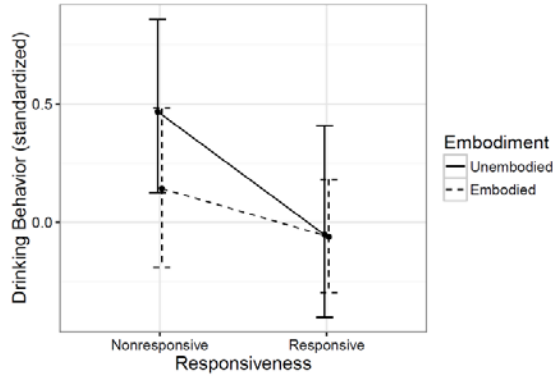 Drinking Behavior (standardized)
0.5
0.0
Nonresponsive
Responsive
Responsiveness
Embodiment
Unembodied
Embodied